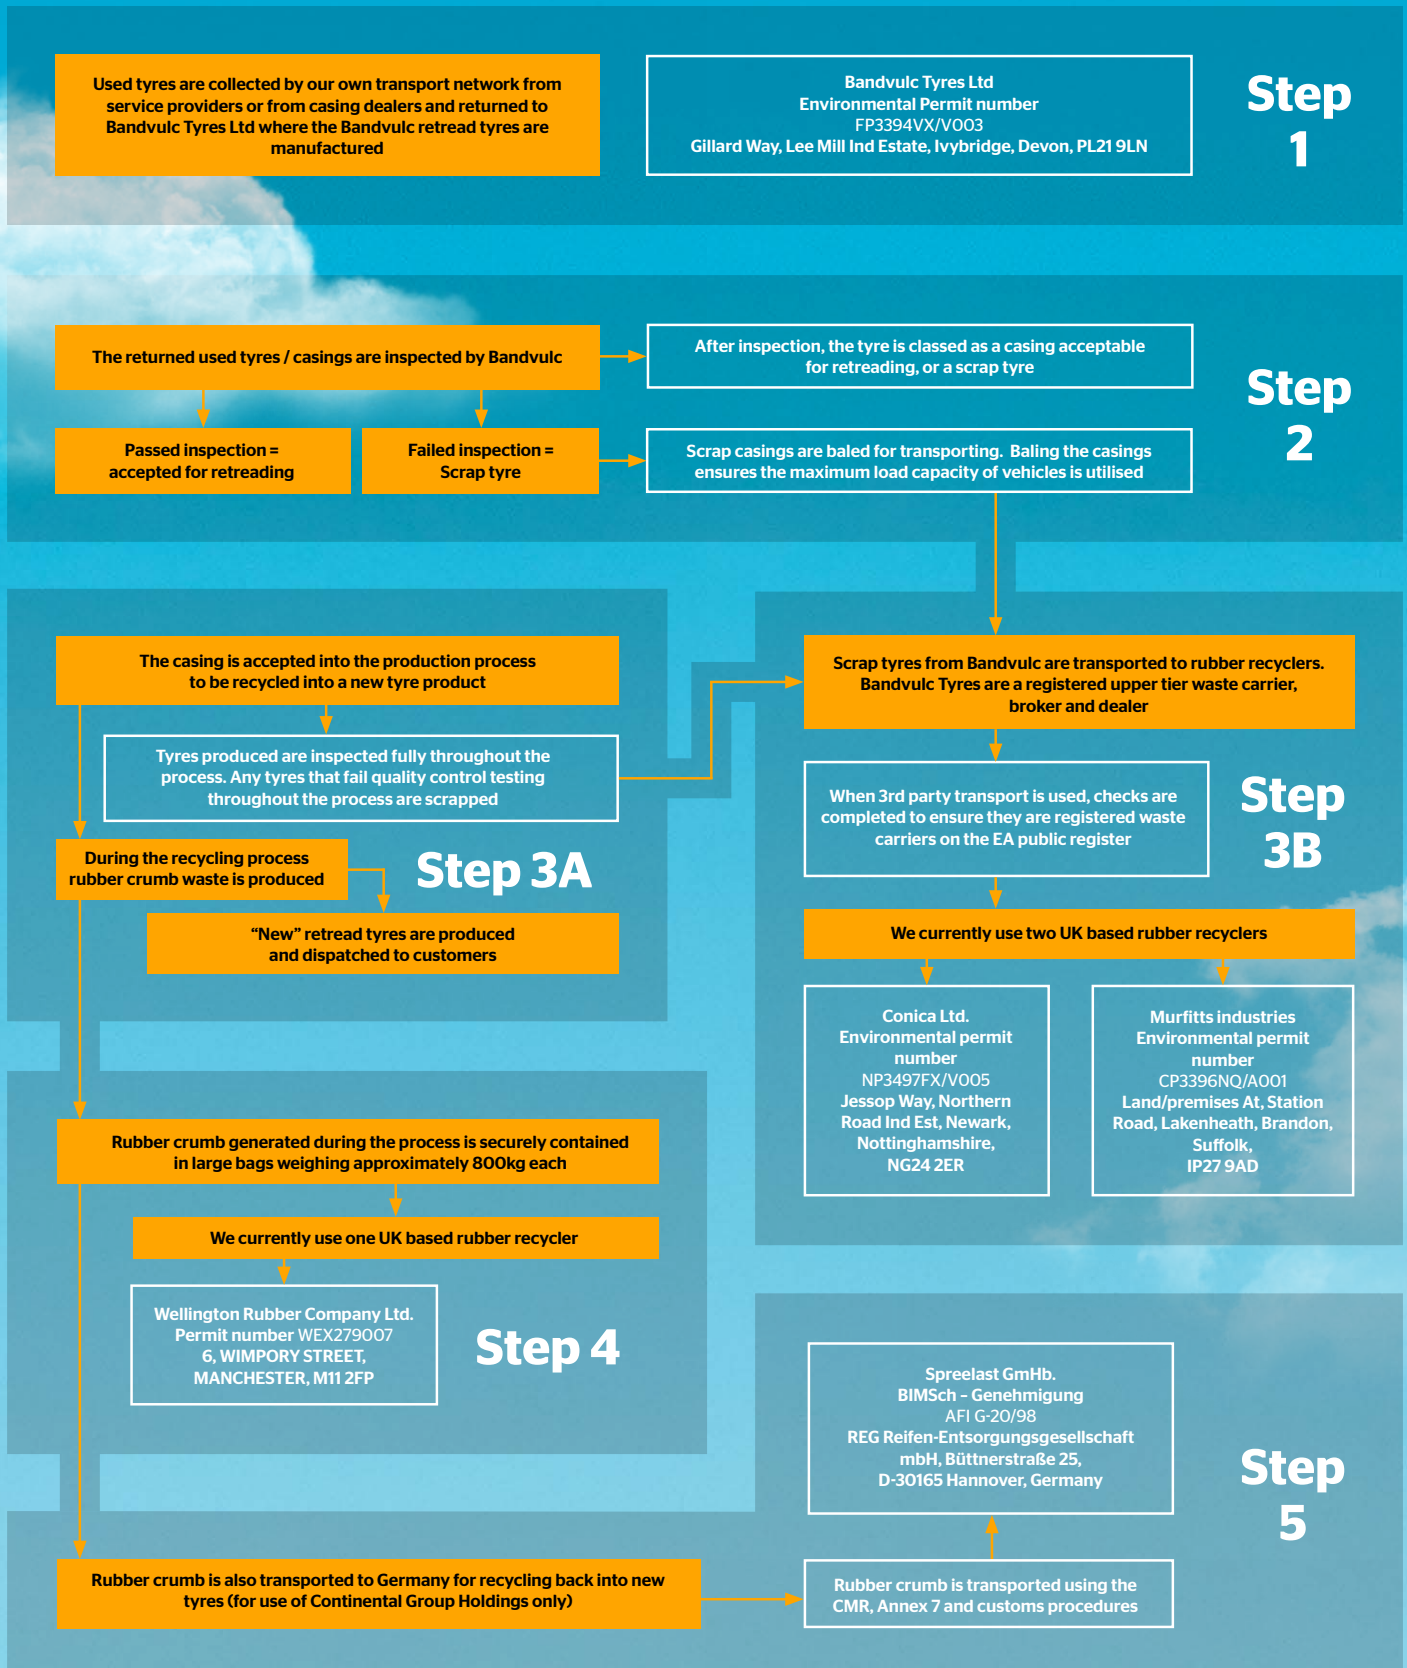 Used tyres are collected by our own transport network from
service providers or from casing dealers and returned to
Bandvulc Tyres Ltd where the Bandvulc retread tyres are
manufactured
Bandvulc Tyres Ltd
Environmental Permit number
FP3394VX/V003
Gillard Way, Lee Mill Ind Estate, Ivybridge, Devon, PL21 9LN
Step
1
The returned used tyres / casings are inspected by Bandvulc
After inspection, the tyre is classed as a casing acceptable
for retreading, or a scrap tyre
Passed inspection =
accepted for retreading
Failed inspection =
Scrap tyre
Scrap casings are baled for transporting. Baling the casings
ensures the maximum load capacity of vehicles is utilised
Step
2
The casing is accepted into the production process
to be recycled into a new tyre product
Tyres produced are inspected fully throughout the
process. Any tyres that fail quality control testing
throughout the process are scrapped
During the recycling process
rubber crumb waste is produced
Step 3A
“New” retread tyres are produced
and dispatched to customers
Scrap tyres from Bandvulc are transported to rubber recyclers.
Bandvulc Tyres are a registered upper tier waste carrier,
broker and dealer
When 3rd party transport is used, checks are
completed to ensure they are registered waste
carriers on the EA public register
Step
3B
We currently use two UK based rubber recyclers
Conica Ltd.
Environmental permit
number
NP3497FX/V005
Jessop Way, Northern
Road Ind Est, Newark,
Nottinghamshire,
NG24 2ER
Murfitts industries
Environmental permit
number
CP3396NQ/A001
Land/premises At, Station
Road, Lakenheath, Brandon,
Suffolk,
IP27 9AD
Rubber crumb generated during the process is securely contained
in large bags weighing approximately 800kg each
We currently use one UK based rubber recycler
Wellington Rubber Company Ltd.
Permit number WEX279007
6, WIMPORY STREET,
MANCHESTER, M11 2FP
Step 4
Spreelast GmHb.
BIMSch – Genehmigung
AFI G-20/98
REG Reifen-Entsorgungsgesellschaft
mbH, Büttnerstraße 25,
D-30165 Hannover, Germany
Step
5
Rubber crumb is also transported to Germany for recycling back into new
tyres (for use of Continental Group Holdings only)
Rubber crumb is transported using the
CMR, Annex 7 and customs procedures